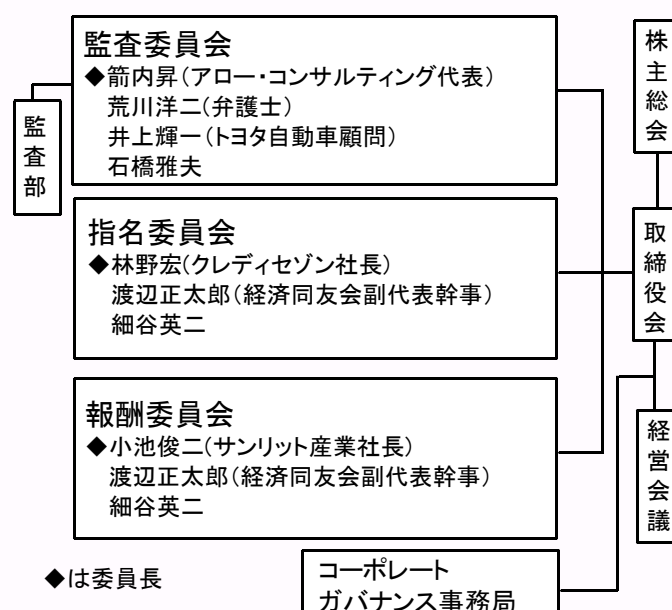 監査委員会
◆箭内昇(アロー・コンサルティング代表)
荒川洋二(弁護士)
井上輝一(トヨタ自動車顧問)
石橋雅夫
監査部
指名委員会
◆林野宏(クレディセゾン社長)
渡辺正太郎(経済同友会副代表幹事)
細谷英二
報酬委員会
◆小池俊二(サンリット産業社長)
渡辺正太郎(経済同友会副代表幹事)
細谷英二
株主総会
取締役会
経営会議
◆は委員長
コーポレート
ガバナンス事務局